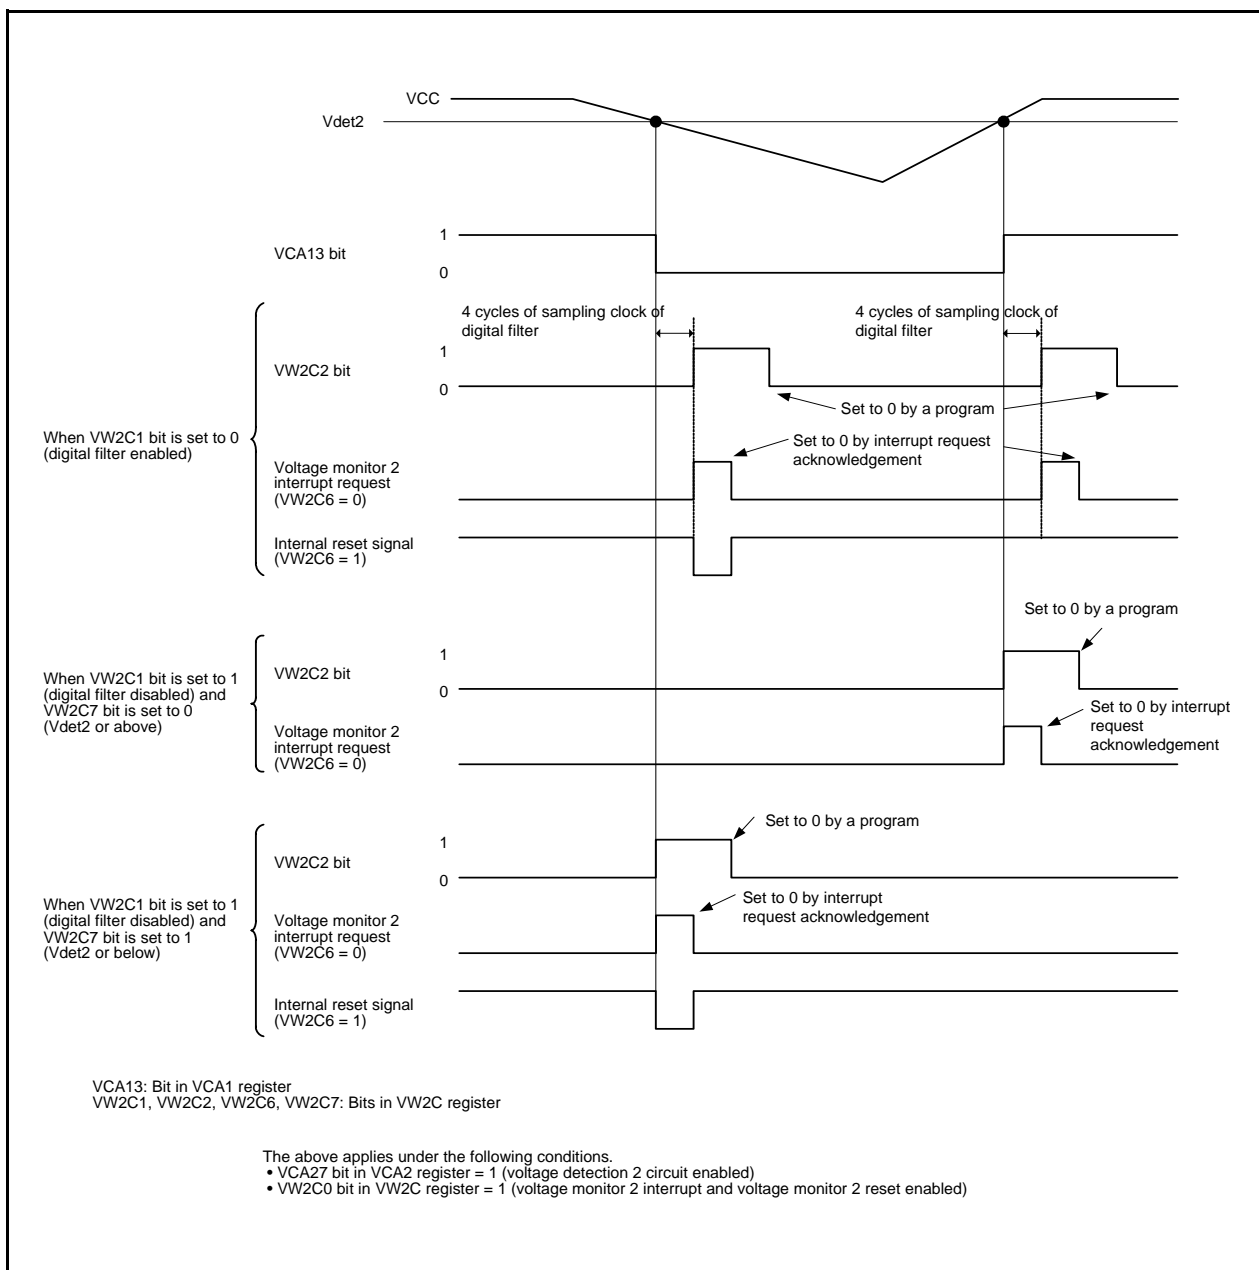 VCC
Vdet2
1
VCA13 bit
0
4 cycles of sampling clock of
digital filter
4 cycles of sampling clock of
digital filter
1
VW2C2 bit
0
Set to 0 by a program
When VW2C1 bit is set to 0
(digital filter enabled)
Set to 0 by interrupt request
acknowledgement
Voltage monitor 2
interrupt request
(VW2C6 = 0)
Internal reset signal
(VW2C6 = 1)
Set to 0 by a program
1
VW2C2 bit
0
When VW2C1 bit is set to 1
(digital filter disabled) and
VW2C7 bit is set to 0
(Vdet2 or above)
Set to 0 by interrupt
request
acknowledgement
Voltage monitor 2
interrupt request
(VW2C6 = 0)
Set to 0 by a program
1
VW2C2 bit
0
When VW2C1 bit is set to 1
(digital filter disabled) and
VW2C7 bit is set to 1
(Vdet2 or below)
Set to 0 by interrupt
request acknowledgement
Voltage monitor 2
interrupt request
(VW2C6 = 0)
Internal reset signal
(VW2C6 = 1)
VCA13: Bit in VCA1 register
VW2C1, VW2C2, VW2C6, VW2C7: Bits in VW2C register
The above applies under the following conditions.
• VCA27 bit in VCA2 register = 1 (voltage detection 2 circuit enabled)
• VW2C0 bit in VW2C register = 1 (voltage monitor 2 interrupt and voltage monitor 2 reset enabled)